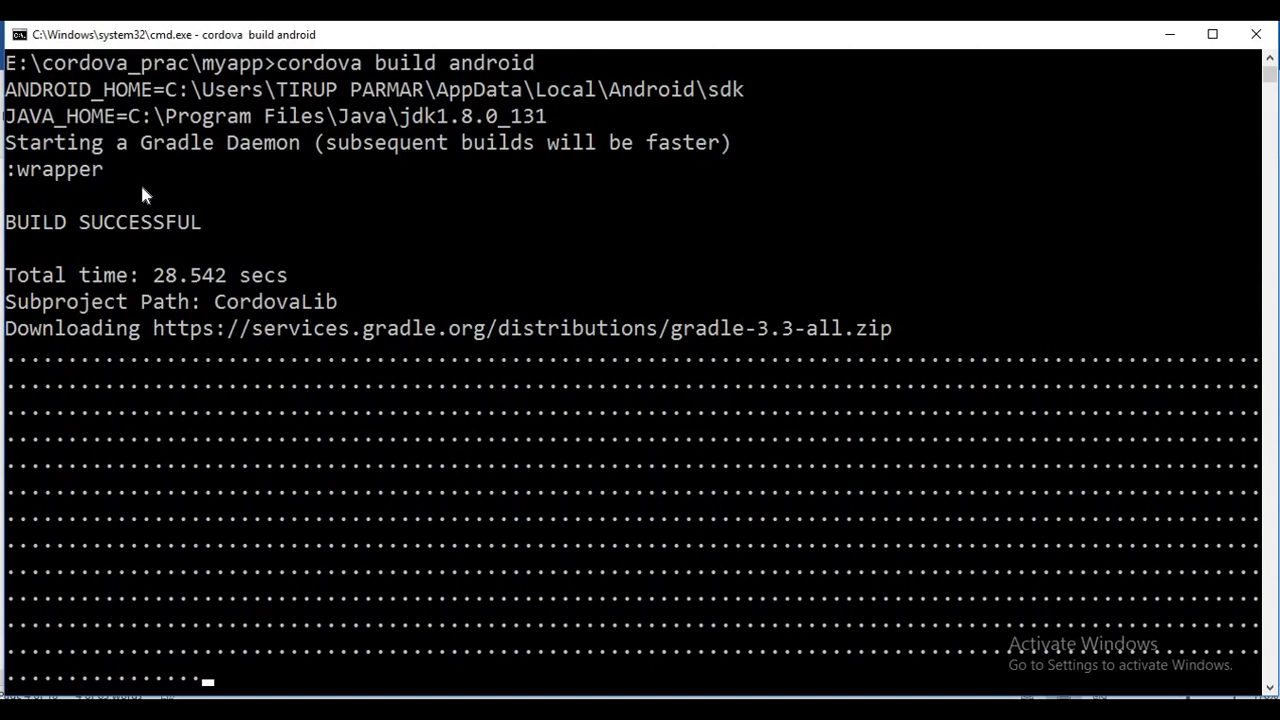 C:\Windows\system32\cmd.exe - cordova  build android
E:\cordova_prac\myapp>cordova build android
ANDROID_HOME=C:\Users\TIRUP PARMAR\AppData\Local\Android\sdk
JAVA_HOME=C:\Program Files\Java\jdk1.8.0_131
Starting a Gradle Daemon (subsequent builds will be faster)
:wrapper
BUILD SUCCESSFUL
Total time: 28.542 secs
Subproject Path: CordovaLib
Downloading https://services.gradle.org/distributions/gradle-3.3-all.zip
Activate Windows
Go to Settings to activate Windows.